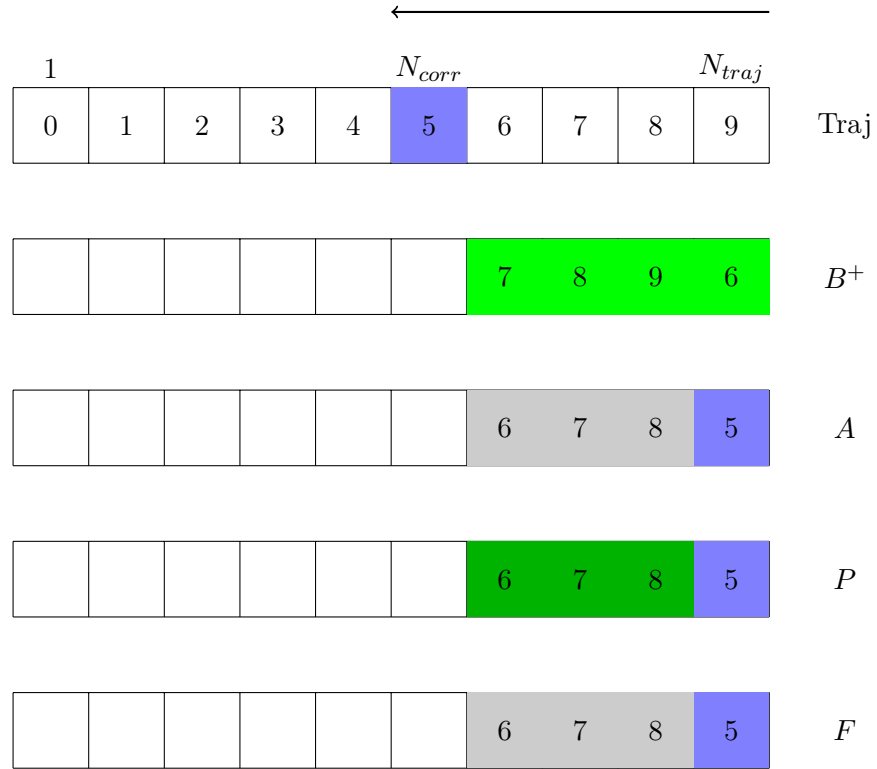 1 N_corr N_traj
0 1 2 3 4 5 6 7 8 9 Traj
7 8 9 6 B⁺
6 7 8 5 A
6 7 8 5 P
6 7 8 5 F